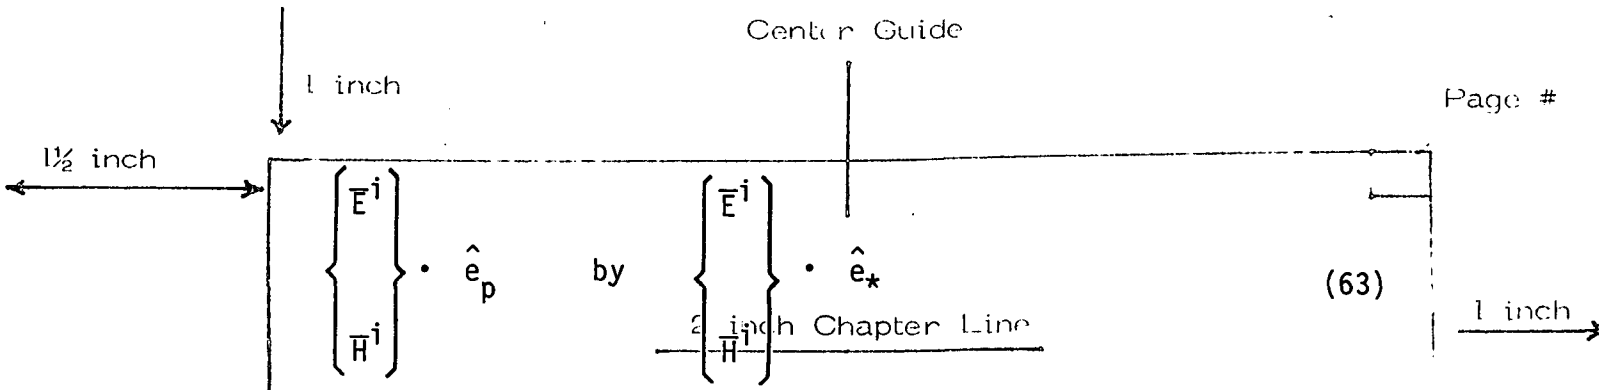 Center Guide
1 inch
Page #
1½ inch
{E̅ⁱ H̅ⁱ} · ê_p by {E̅ⁱ H̅ⁱ} · ê_* (63)
2 inch Chapter Line
1 inch